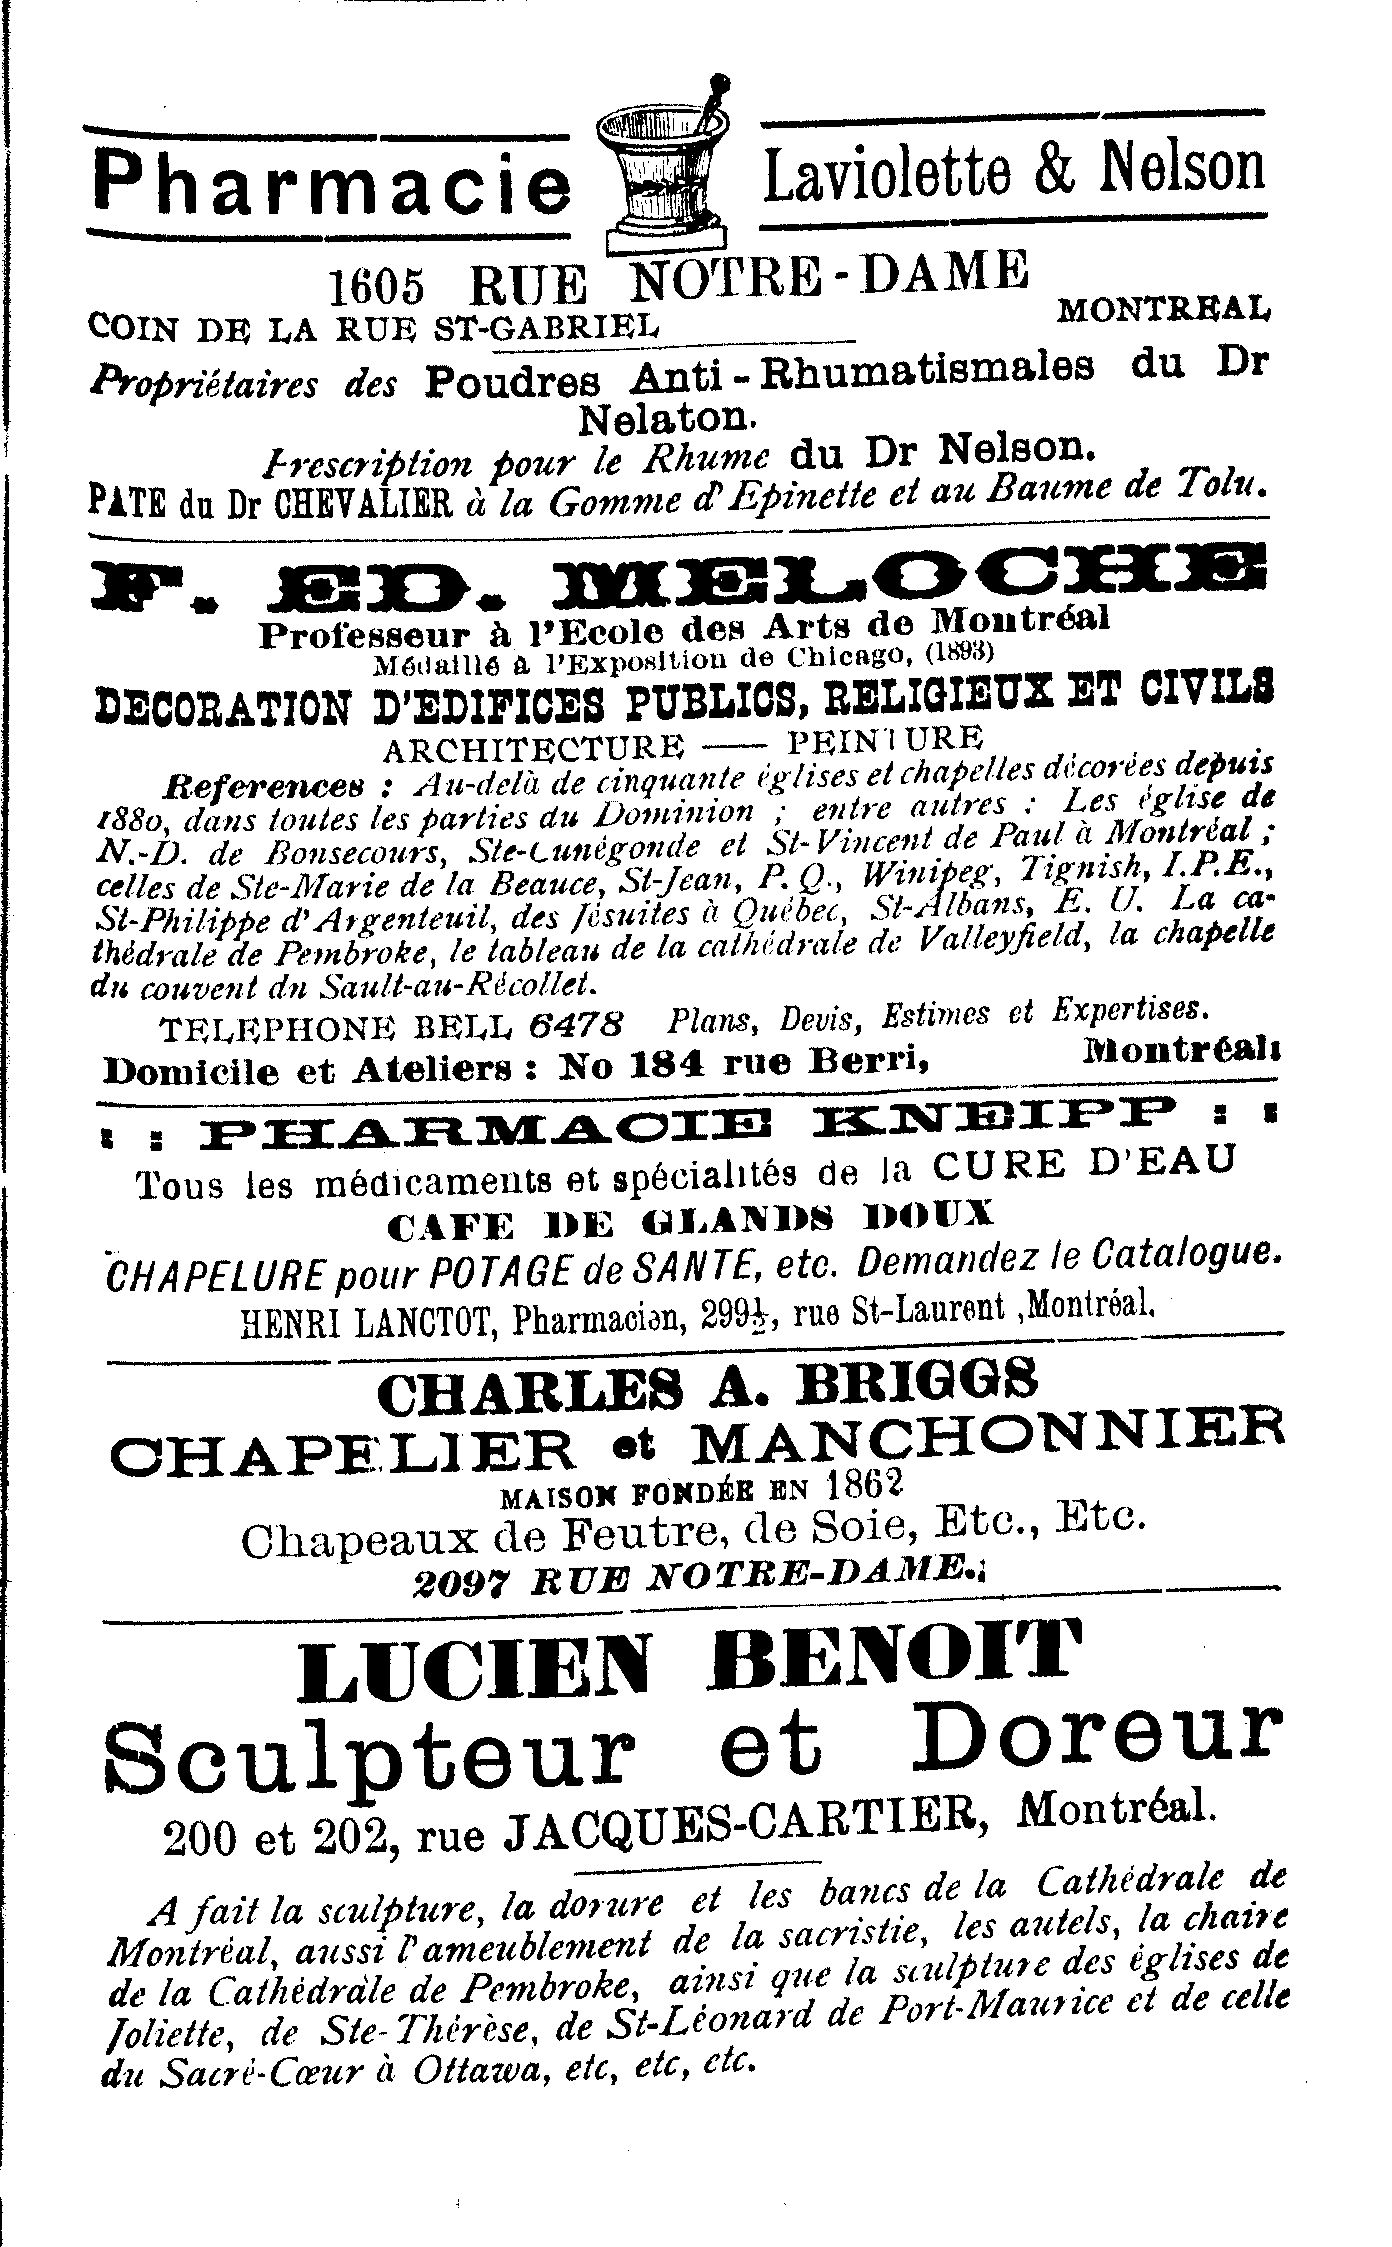 Pharmacie Laviolette & Nelson
1605 RUE NOTRE-DAME
COIN DE LA RUE ST-GABRIEL MONTREAL
Propriétaires des Poudres Anti-Rhumatismales du Dr
Nelaton.
Prescription pour le Rhume du Dr Nelson.
PATE du Dr CHEVALIER à la Gomme d'Epinette et au Baume de Tolu.
F. ED. MELOCHE
Professeur à l'Ecole des Arts de Montréal
Médaillé à l'Exposition de Chicago, (1893)
DECORATION D'EDIFICES PUBLICS, RELIGIEUX ET CIVILS
ARCHITECTURE — PEINTURE
References : Au-delà de cinquante églises et chapelles décorées depuis
1880, dans toutes les parties du Dominion ; entre autres : Les église de
N.-D. de Bonsecours, Ste-Cunégonde et St-Vincent de Paul à Montréal ;
celles de Ste-Marie de la Beauce, St-Jean, P. Q., Winipeg, Tignish, I.P.E.,
St-Philippe d'Argenteuil, des Jésuites à Québec, St-Albans, E. U. La ca-
thédrale de Pembroke, le tableau de la cathédrale de Valleyfield, la chapelle
du couvent dn Sault-au-Récollet.
TELEPHONE BELL 6478 Plans, Devis, Estimes et Expertises.
Domicile et Ateliers : No 184 rue Berri, Montréal
: : PHARMACIE KNEIPP : :
Tous les médicaments et spécialités de la CURE D'EAU
CAFE DE GLANDS DOUX
CHAPELURE pour POTAGE de SANTE, etc. Demandez le Catalogue.
HENRI LANCTOT, Pharmacien, 299½, rue St-Laurent ,Montréal.
CHARLES A. BRIGGS
CHAPELIER et MANCHONNIER
MAISON FONDÉE EN 1862
Chapeaux de Feutre, de Soie, Etc., Etc.
2097 RUE NOTRE-DAME.
LUCIEN BENOIT
Sculpteur et Doreur
200 et 202, rue JACQUES-CARTIER, Montréal.
A fait la sculpture, la dorure et les bancs de la Cathédrale de
Montréal, aussi l'ameublement de la sacristie, les autels, la chaire
de la Cathédrale de Pembroke, ainsi que la sculpture des églises de
Joliette, de Ste-Thérèse, de St-Léonard de Port-Maurice et de celle
du Sacré-Cœur à Ottawa, etc, etc, etc.